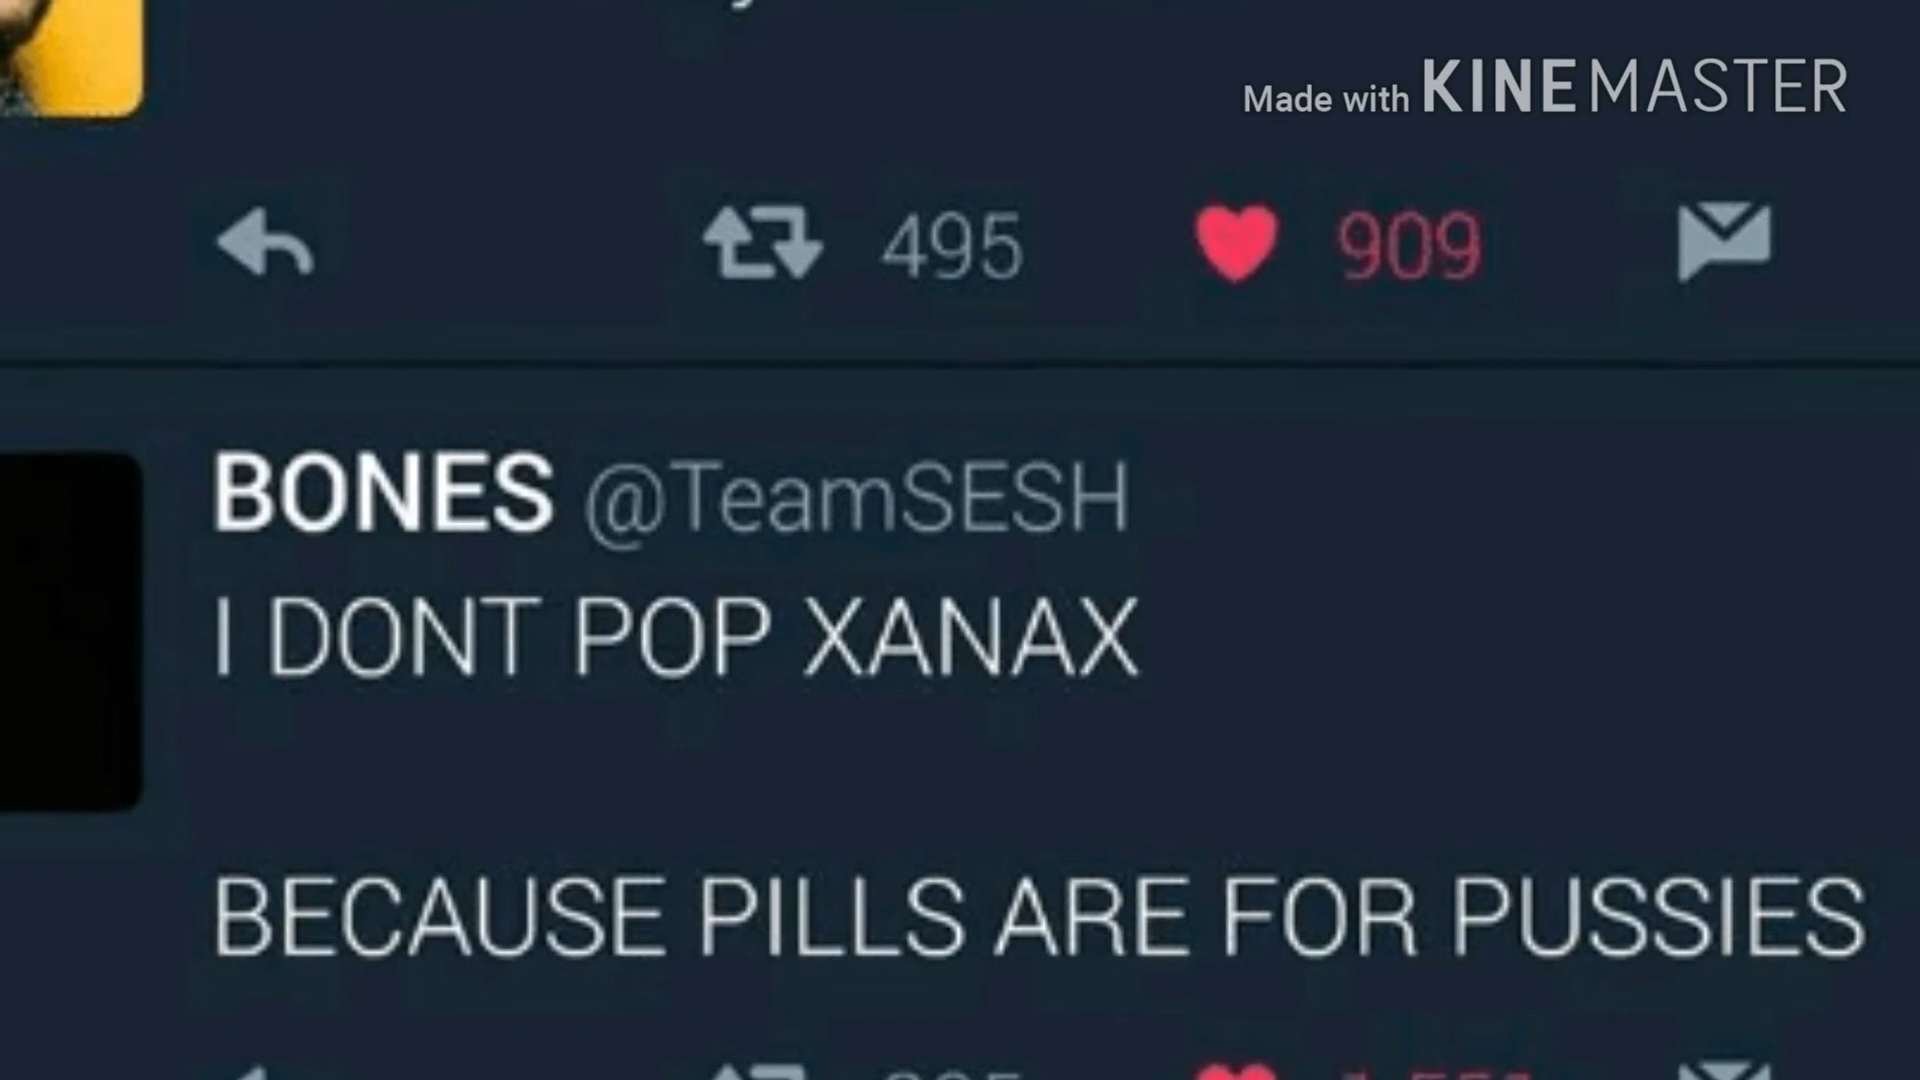 Made with KINEMASTER
495 909
BONES @TeamSESH
I DONT POP XANAX
BECAUSE PILLS ARE FOR PUSSIES